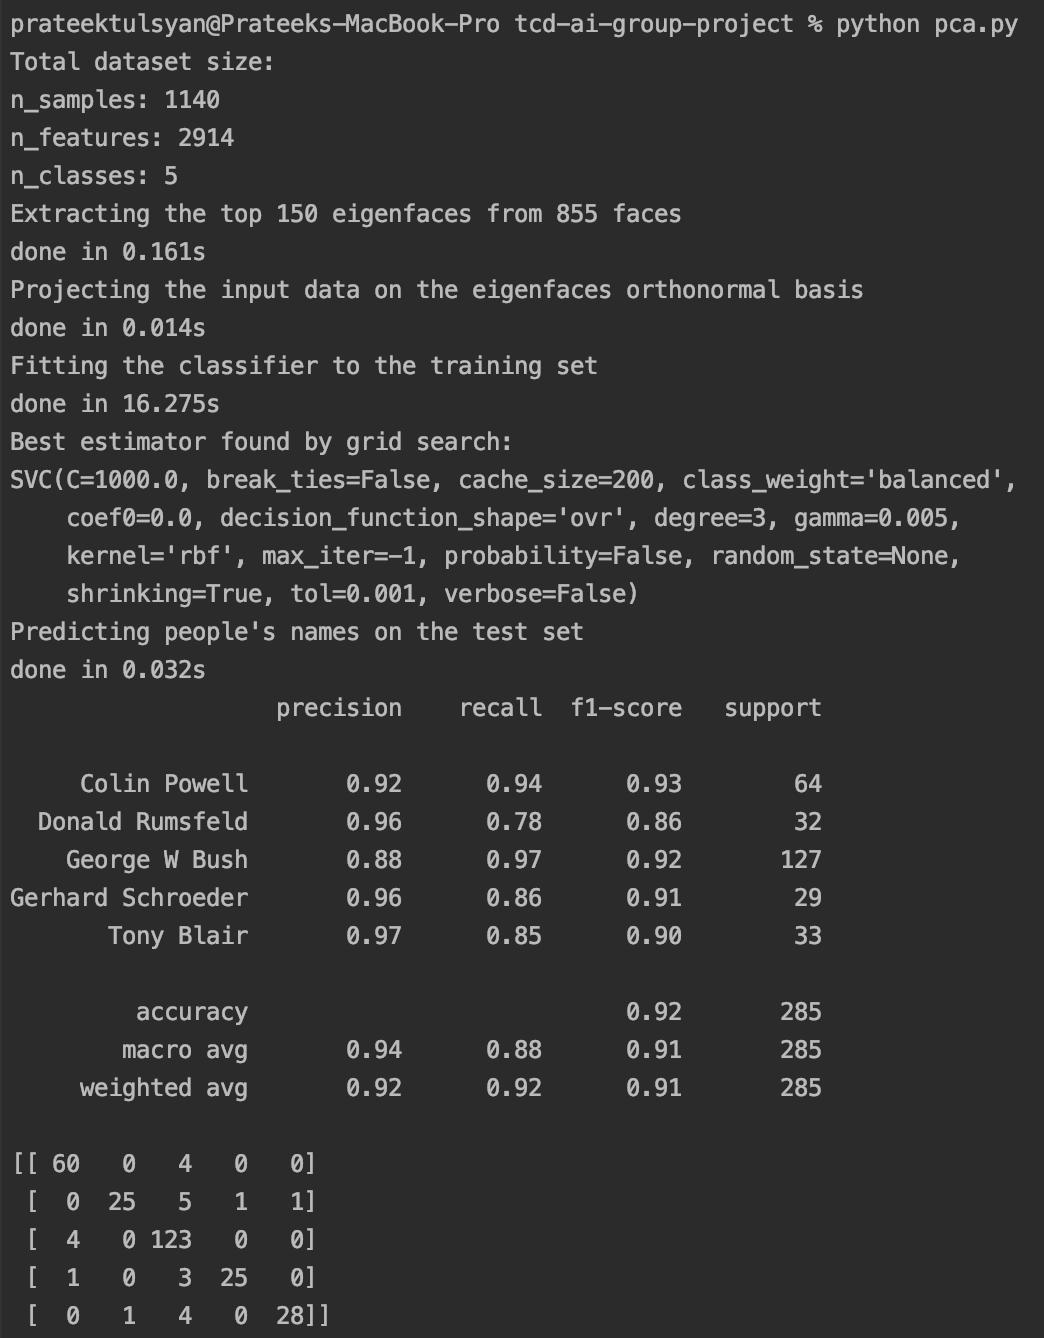 prateektulsyan@Prateeks-MacBook-Pro tcd-ai-group-project % python pca.py
Total dataset size:
n_samples: 1140
n_features: 2914
n_classes: 5
Extracting the top 150 eigenfaces from 855 faces
done in 0.161s
Projecting the input data on the eigenfaces orthonormal basis
done in 0.014s
Fitting the classifier to the training set
done in 16.275s
Best estimator found by grid search:
SVC(C=1000.0, break_ties=False, cache_size=200, class_weight='balanced',
    coef0=0.0, decision_function_shape='ovr', degree=3, gamma=0.005,
    kernel='rbf', max_iter=-1, probability=False, random_state=None,
    shrinking=True, tol=0.001, verbose=False)
Predicting people's names on the test set
done in 0.032s
                   precision    recall  f1-score   support

     Colin Powell       0.92      0.94      0.93        64
  Donald Rumsfeld       0.96      0.78      0.86        32
    George W Bush       0.88      0.97      0.92       127
Gerhard Schroeder       0.96      0.86      0.91        29
       Tony Blair       0.97      0.85      0.90        33

         accuracy                           0.92       285
        macro avg       0.94      0.88      0.91       285
     weighted avg       0.92      0.92      0.91       285

[[ 60   0   4   0   0]
 [  0  25   5   1   1]
 [  4   0 123   0   0]
 [  1   0   3  25   0]
 [  0   1   4   0  28]]